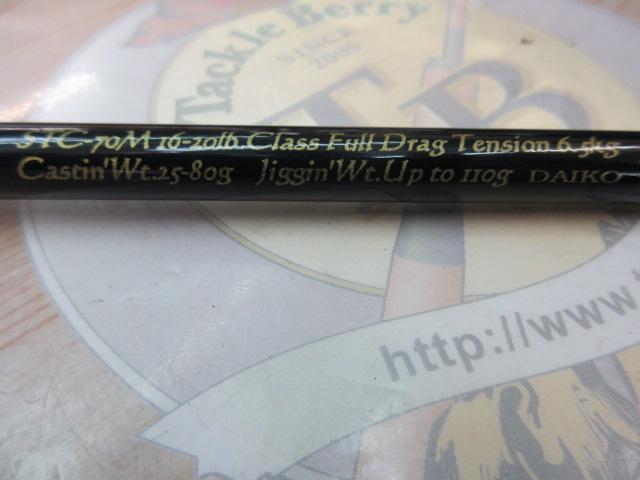 Tackle Berry
SINCE
2000
TB
STC-70M 16-20lb.Class Full Drag Tension 6.5kg
Castin'Wt.25-80g Jiggin'Wt.Up to 110g DAIKO
http://www.